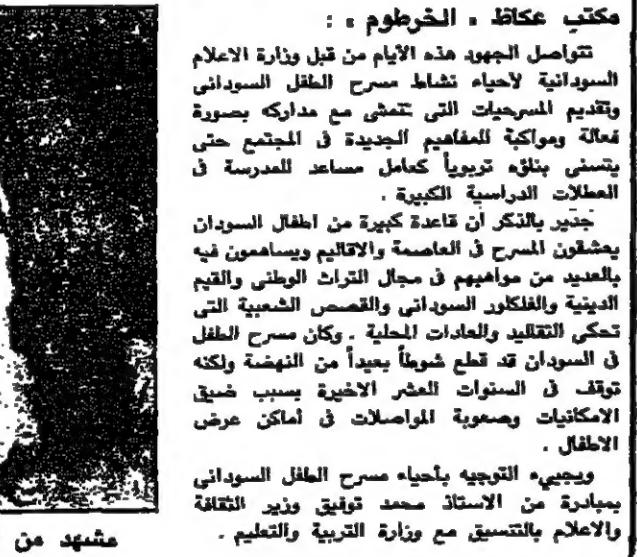 مكتب عكاظ « الخرطوم » :
تتواصل الجهود هذه الأيام من قبل وزارة الاعلام
السودانية لأحياء نشاط مسرح الطفل السودانى
وتقديم المسرحيات التى تتمشى مع مداركه بصورة
فعالة ومواكبة للمفاهيم الجديدة فى المجتمع حتى
يتسنى بناؤه تربوياً كعامل مساعد للمدرسة فى
العطلات الدراسية الكبيرة .
جدير بالذكر ان قاعدة كبيرة من اطفال السودان
يعشقون المسرح فى العاصمة والاقاليم ويساهمون فيه
بالعديد من مواهبهم فى مجال التراث الوطنى والقيم
الدينية والفلكلور السودانى والقصص الشعبية التى
تحكى التقاليد والعادات المحلية . وكان مسرح الطفل
فى السودان قد قطع شوطاً بعيداً من النهضة ولكنه
توقف فى السنوات العشر الاخيرة بسبب ضيق
الامكانيات وصعوبة المواصلات فى أماكن عرض
الاطفال .
ويجييء التوجيه بأحياء مسرح الطفل السودانى
بمبادرة من الاستاذ محمد توفيق وزير الثقافة
والاعلام بالتنسيق مع وزارة التربية والتعليم .
مشهد من